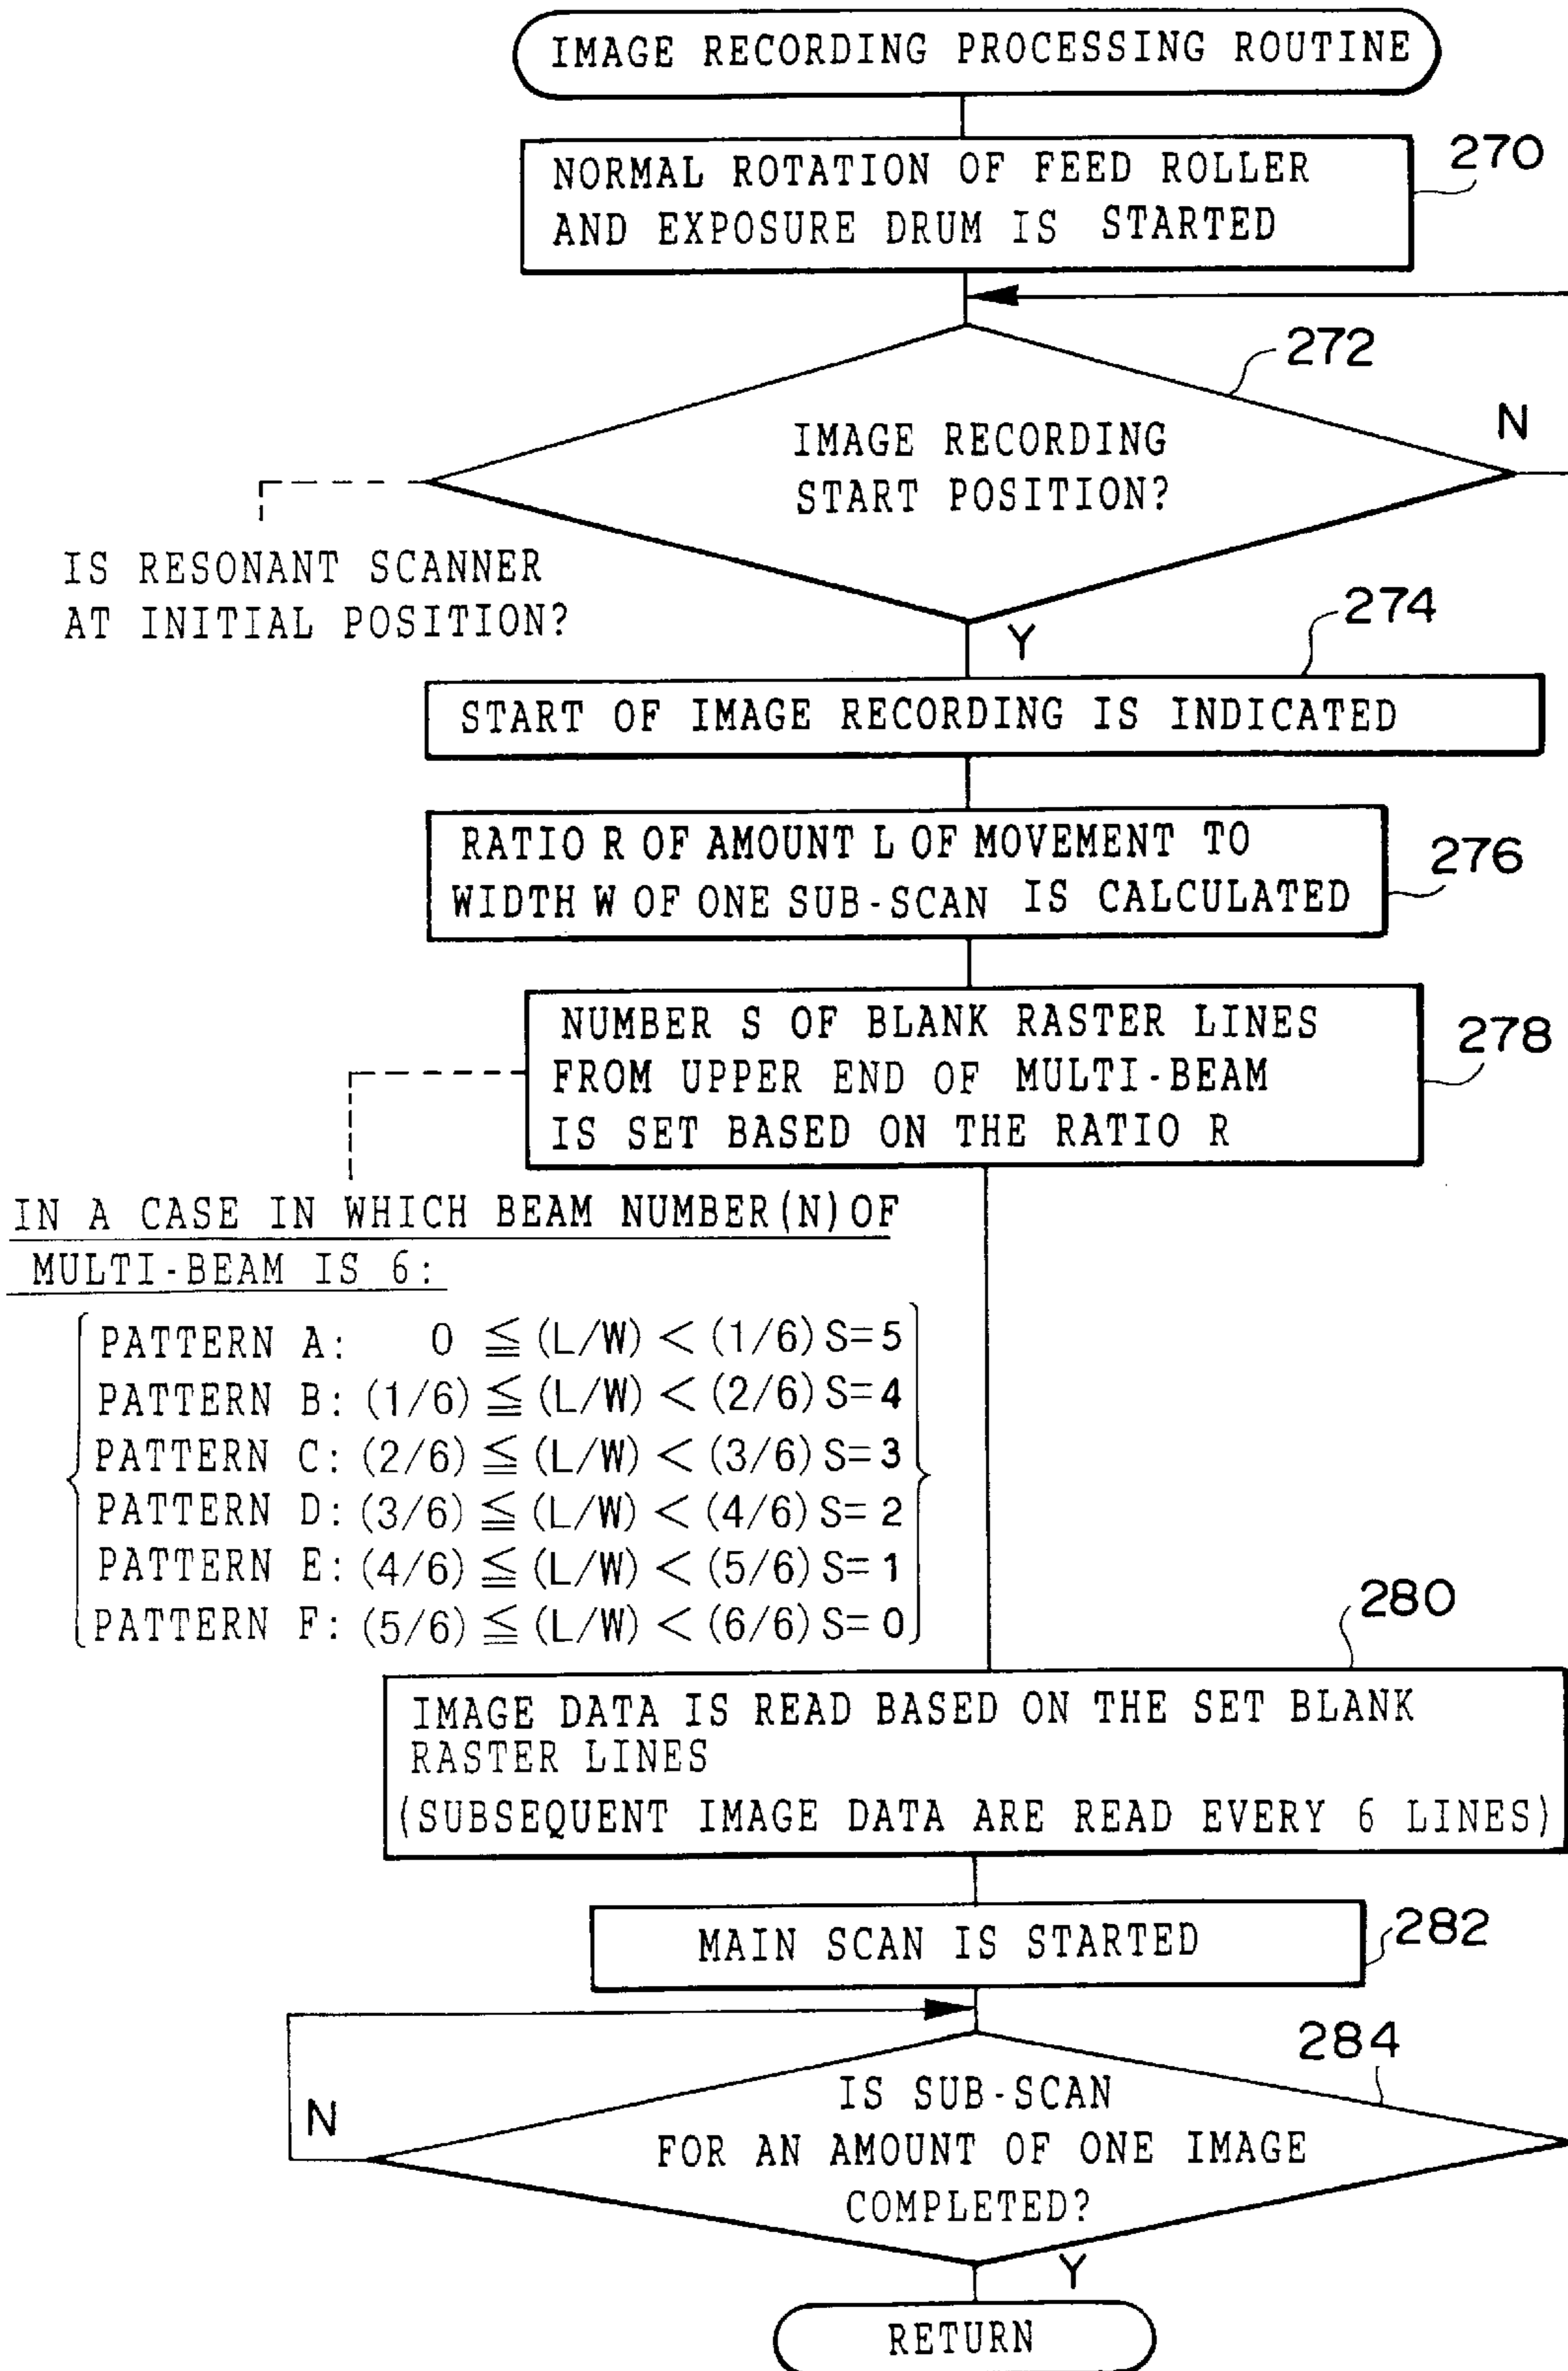 IMAGE RECORDING PROCESSING ROUTINE
NORMAL ROTATION OF FEED ROLLER
AND EXPOSURE DRUM IS STARTED
270
272
IMAGE RECORDING
START POSITION?
N
IS RESONANT SCANNER
AT INITIAL POSITION?
Y
274
START OF IMAGE RECORDING IS INDICATED
RATIO R OF AMOUNT L OF MOVEMENT TO
WIDTH W OF ONE SUB-SCAN IS CALCULATED
276
NUMBER S OF BLANK RASTER LINES
FROM UPPER END OF MULTI-BEAM
IS SET BASED ON THE RATIO R
278
IN A CASE IN WHICH BEAM NUMBER(N)OF
MULTI-BEAM IS 6:
PATTERN A: 0 ≦ (L/W) < (1/6) S=5
PATTERN B: (1/6) ≦ (L/W) < (2/6) S=4
PATTERN C: (2/6) ≦ (L/W) < (3/6) S=3
PATTERN D: (3/6) ≦ (L/W) < (4/6) S=2
PATTERN E: (4/6) ≦ (L/W) < (5/6) S=1
PATTERN F: (5/6) ≦ (L/W) < (6/6) S=0
280
IMAGE DATA IS READ BASED ON THE SET BLANK
RASTER LINES
(SUBSEQUENT IMAGE DATA ARE READ EVERY 6 LINES)
MAIN SCAN IS STARTED
282
284
IS SUB-SCAN
FOR AN AMOUNT OF ONE IMAGE
COMPLETED?
N
Y
RETURN